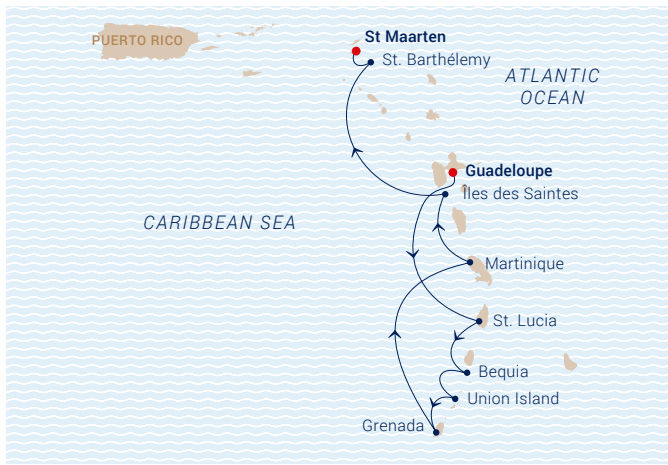 St Maarten
PUERTO RICO
St. Barthélemy
ATLANTIC
OCEAN
Guadeloupe
Îles des Saintes
CARIBBEAN SEA
Martinique
St. Lucia
Bequia
Union Island
Grenada